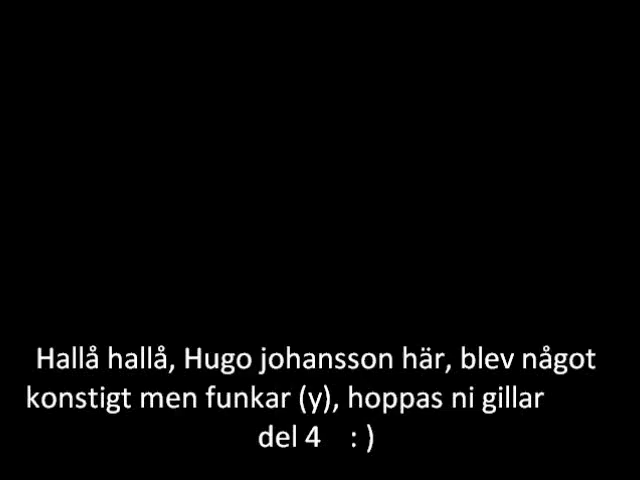 Hallå hallå, Hugo johansson här, blev något
konstigt men funkar (y), hoppas ni gillar
del 4 : )